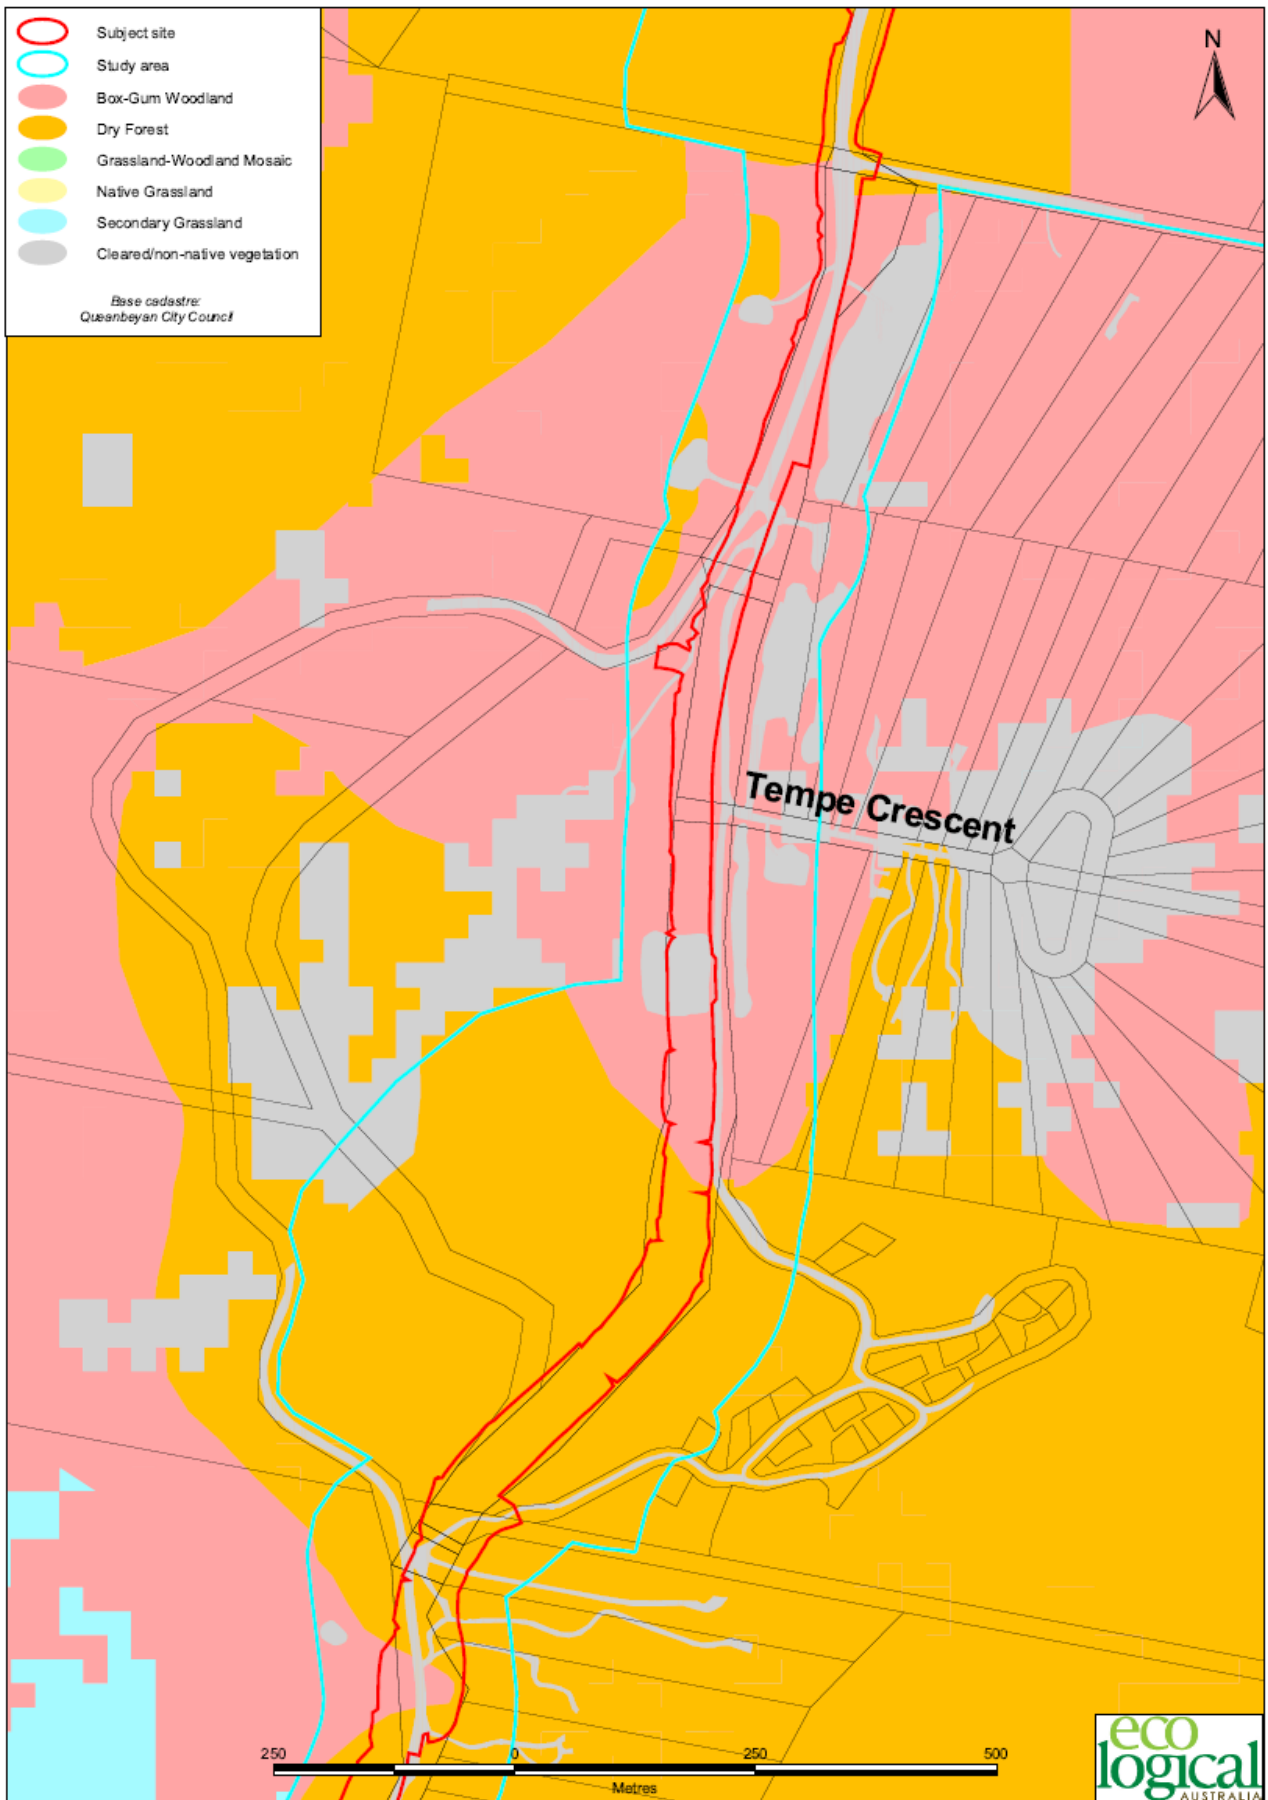 Subject site
Study area
Box-Gum Woodland
Dry Forest
Grassland-Woodland Mosaic
Native Grassland
Secondary Grassland
Cleared/non-native vegetation
Base cadastre:
Queanbeyan City Council
N
Tempe Crescent
250 0 250 500
Metres
eco
logical
AUSTRALIA